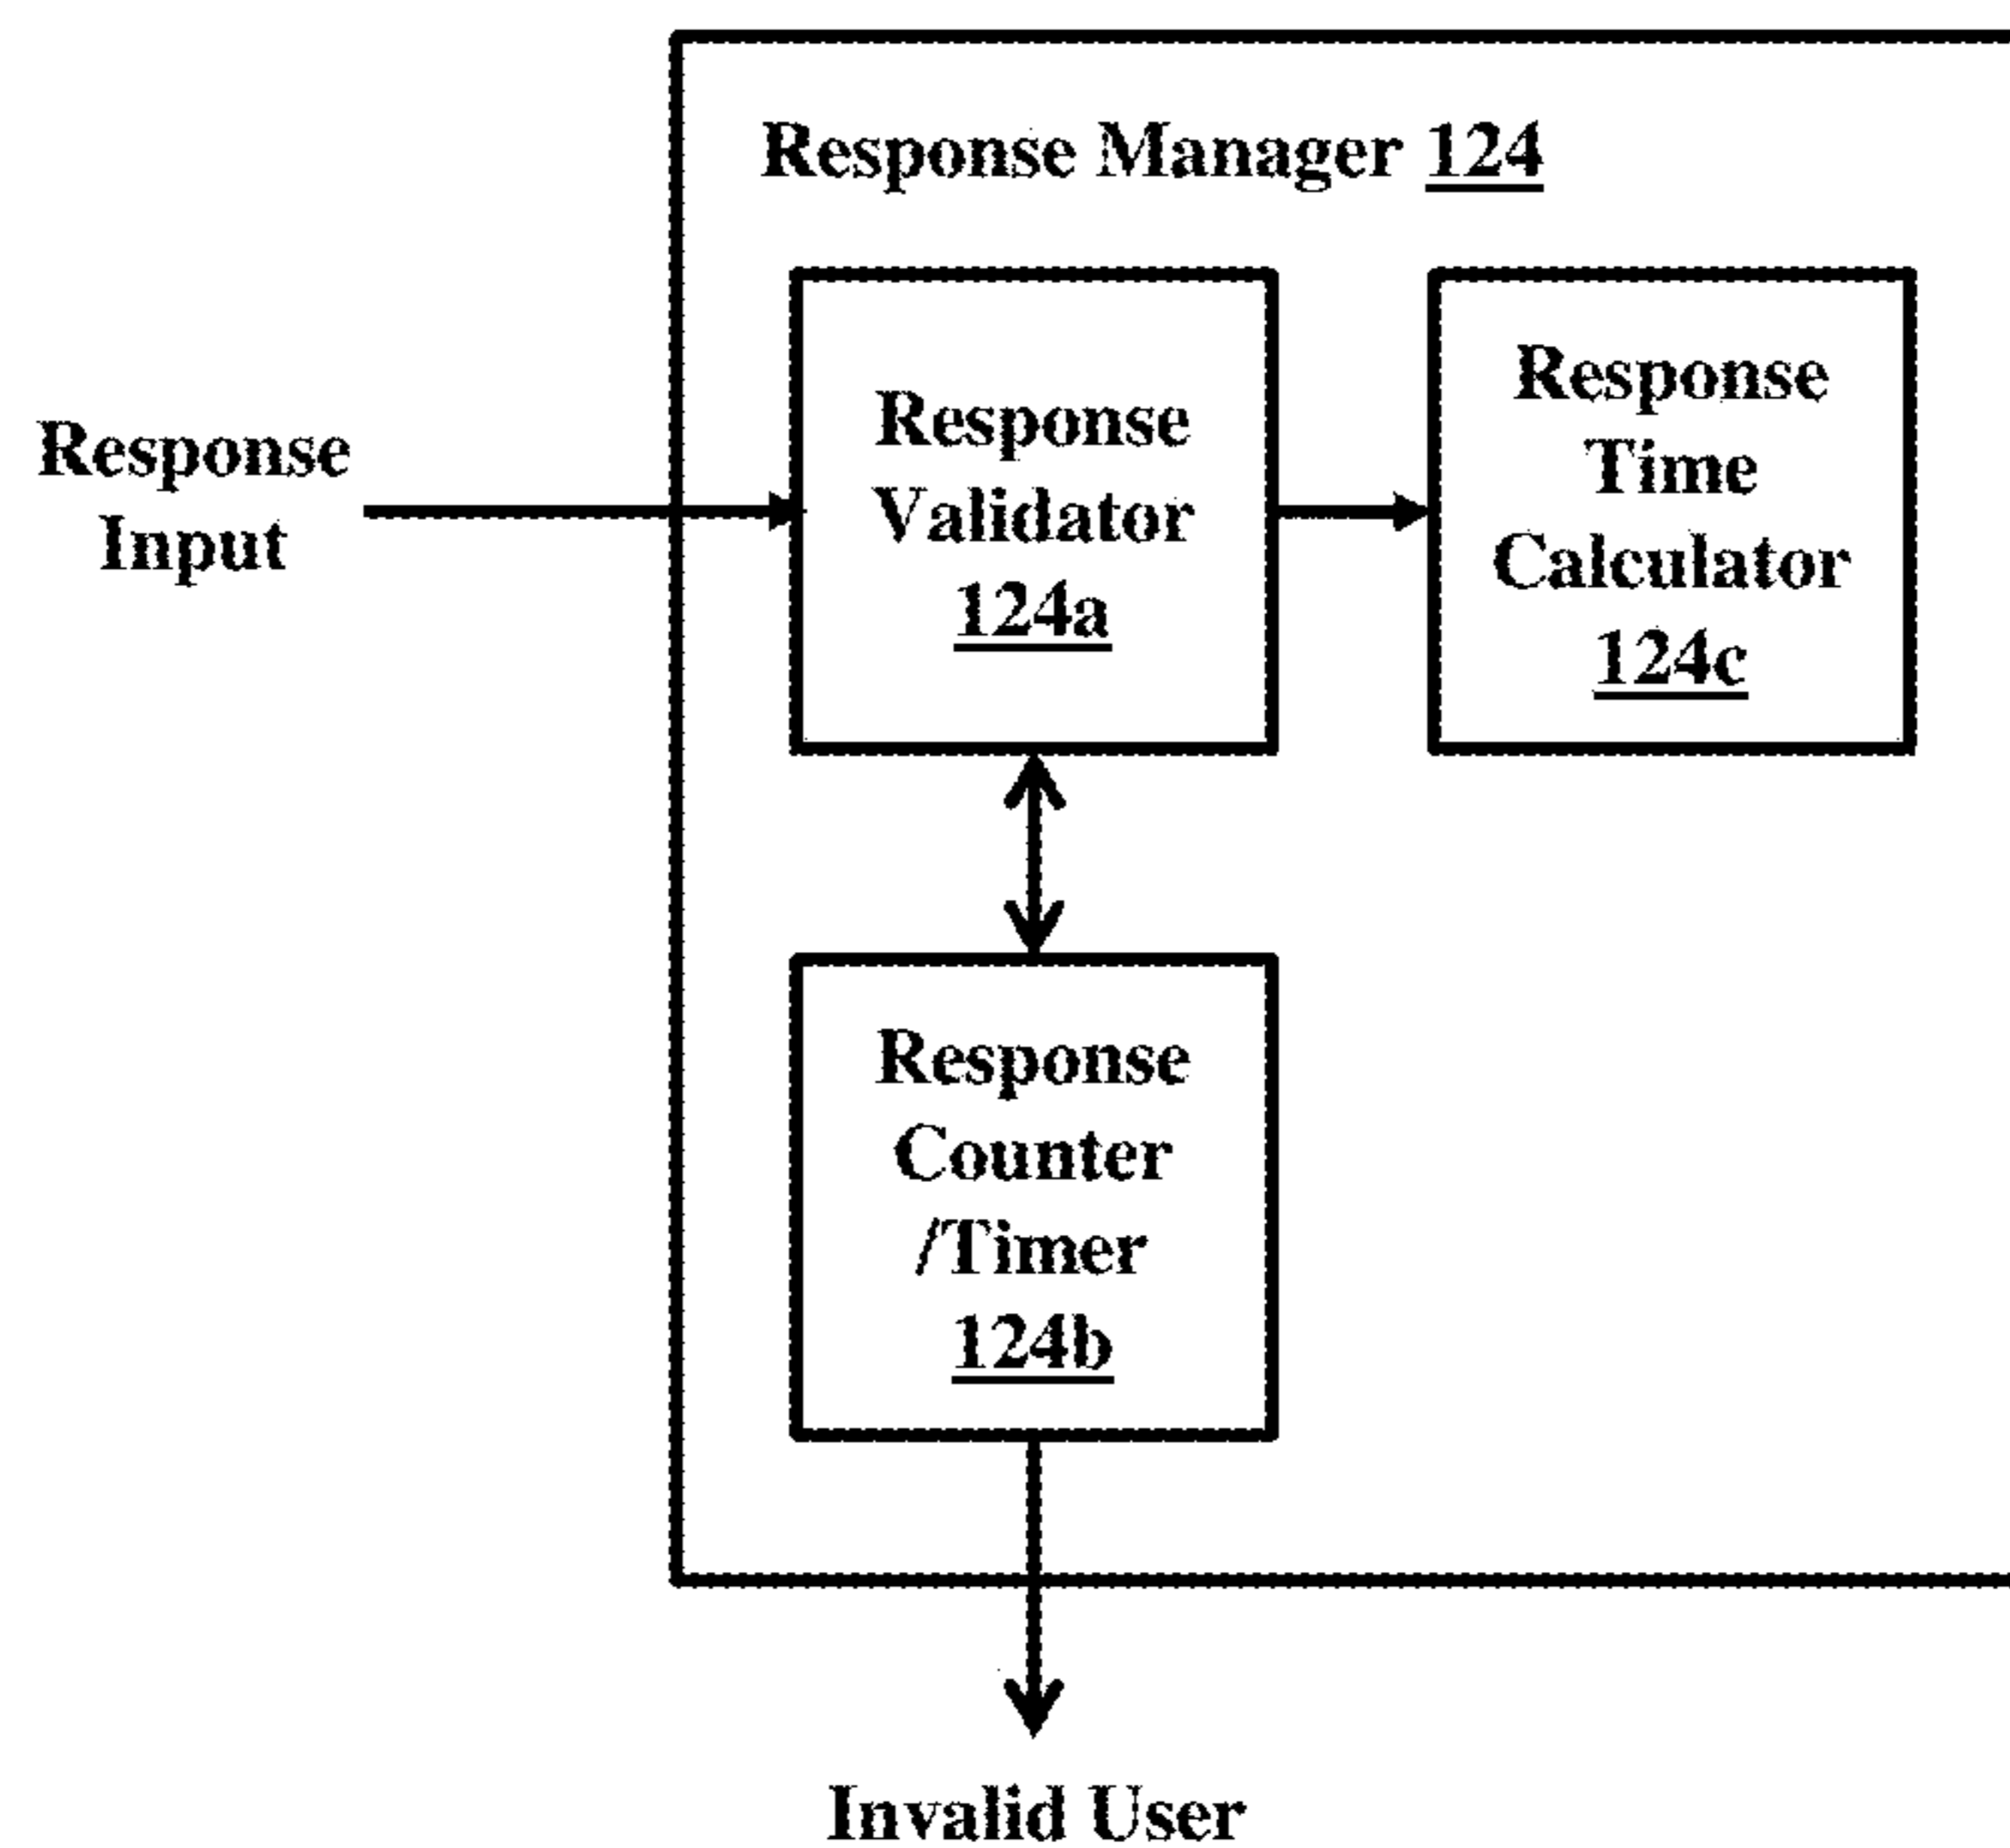 Response Manager 124
Response
Input
Response
Validator
124a
Response
Time
Calculator
124c
Response
Counter
/Timer
124b
Invalid User